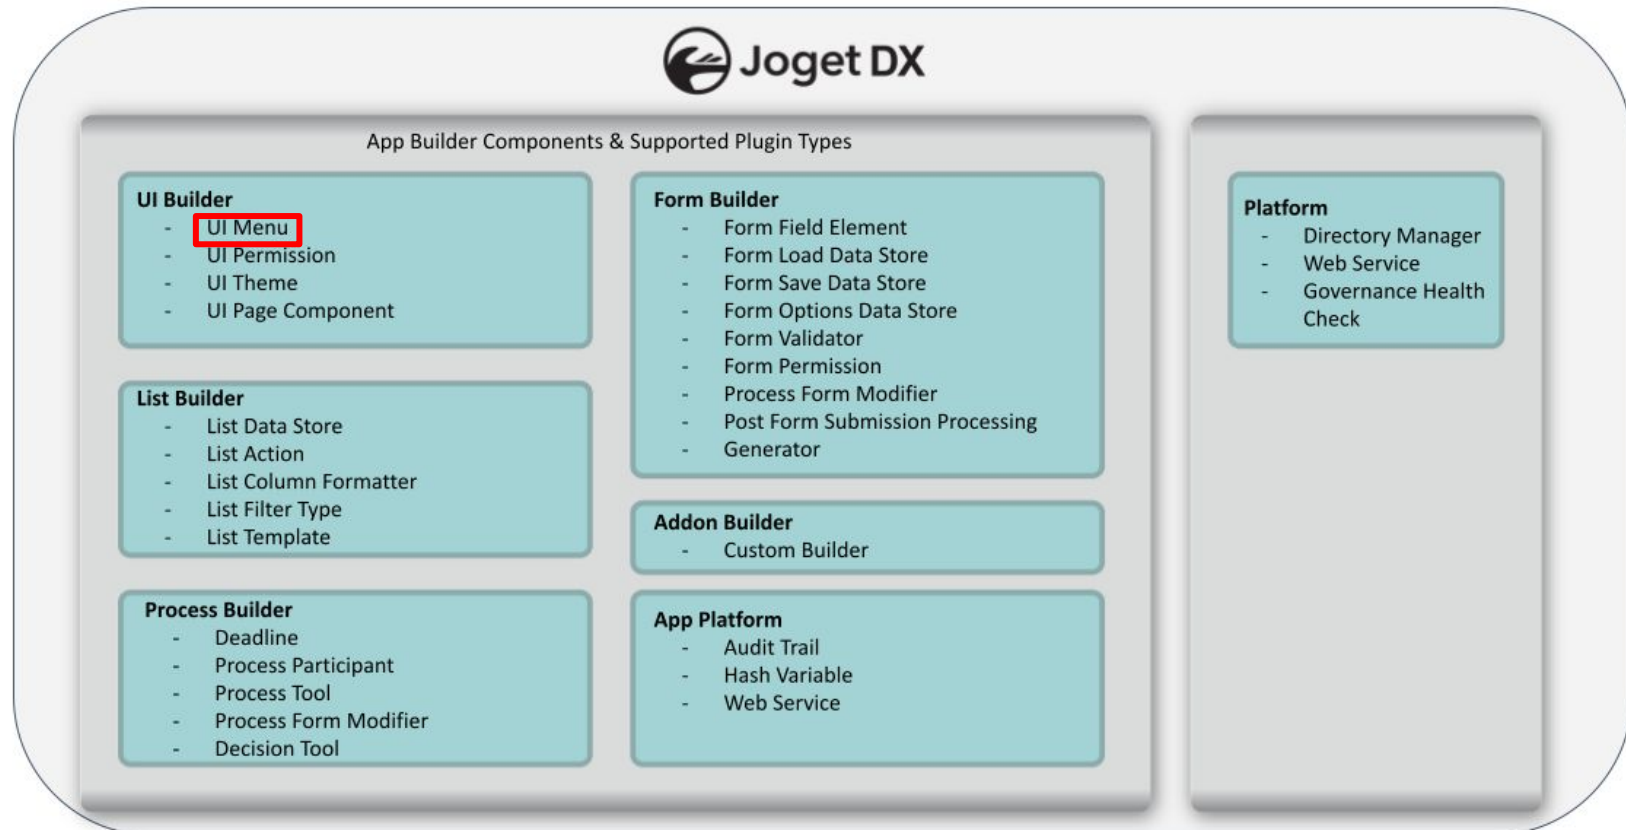 Joget DX
App Builder Components & Supported Plugin Types
UI Builder
- UI Menu
- UI Permission
- UI Theme
- UI Page Component
List Builder
- List Data Store
- List Action
- List Column Formatter
- List Filter Type
- List Template
Process Builder
- Deadline
- Process Participant
- Process Tool
- Process Form Modifier
- Decision Tool
Form Builder
- Form Field Element
- Form Load Data Store
- Form Save Data Store
- Form Options Data Store
- Form Validator
- Form Permission
- Process Form Modifier
- Post Form Submission Processing
- Generator
Addon Builder
- Custom Builder
App Platform
- Audit Trail
- Hash Variable
- Web Service
Platform
- Directory Manager
- Web Service
- Governance Health
Check